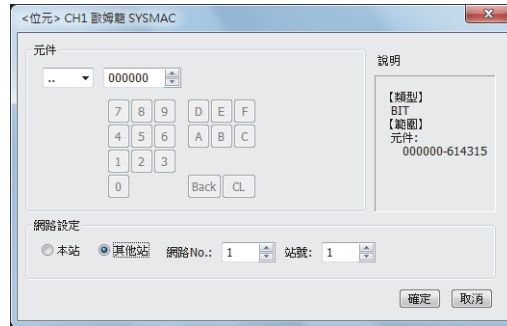 <位元> CH1 歐姆龍 SYSMAC
元件
.. 000000
7 8 9 D E F
4 5 6 A B C
1 2 3
0 Back CL
說明
【類型】
BIT
【範圍】
元件:
000000-614315
網路設定
本站 其他站 網路No.: 1 站號: 1
確定 取消